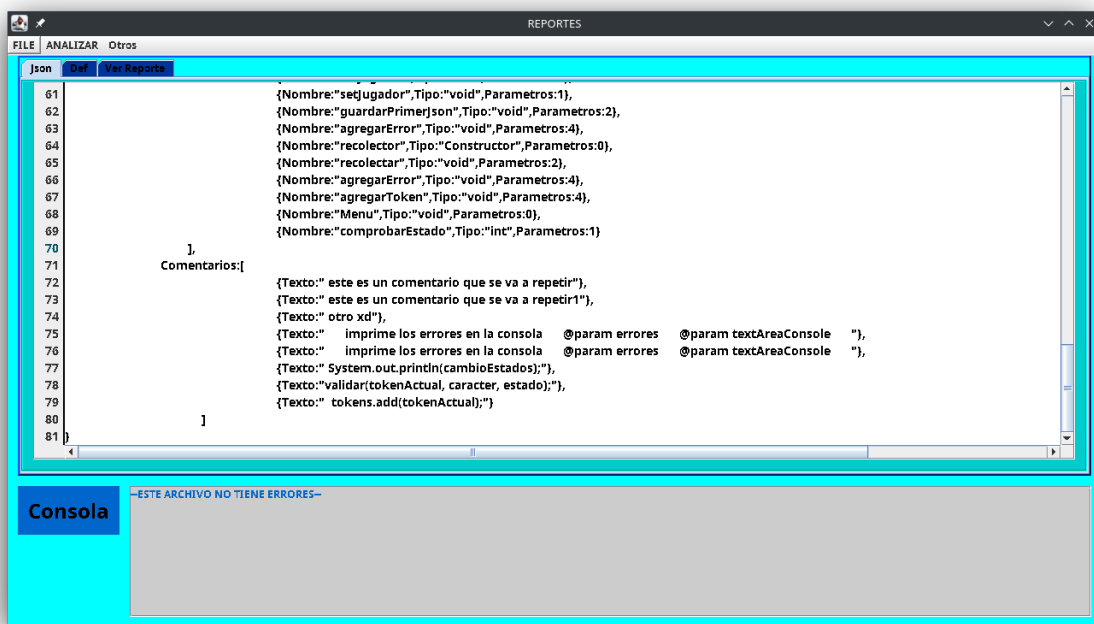 REPORTES
FILE ANALIZAR Otros
Json Def Ver Reporte
61 {Nombre:"setJugador",Tipo:"void",Parametros:1},
62 {Nombre:"guardarPrimerJson",Tipo:"void",Parametros:2},
63 {Nombre:"agregarError",Tipo:"void",Parametros:4},
64 {Nombre:"recolector",Tipo:"Constructor",Parametros:0},
65 {Nombre:"recolectar",Tipo:"void",Parametros:2},
66 {Nombre:"agregarError",Tipo:"void",Parametros:4},
67 {Nombre:"agregarToken",Tipo:"void",Parametros:4},
68 {Nombre:"Menu",Tipo:"void",Parametros:0},
69 {Nombre:"comprobarEstado",Tipo:"int",Parametros:1}
70 ],
71 Comentarios:[
72 {Texto:" este es un comentario que se va a repetir"},
73 {Texto:" este es un comentario que se va a repetir1"},
74 {Texto:" otro xd"},
75 {Texto:" imprime los errores en la consola @param errores @param textAreaConsole "},
76 {Texto:" imprime los errores en la consola @param errores @param textAreaConsole "},
77 {Texto:" System.out.println(cambioEstados);"},
78 {Texto:"validar(tokenActual, caracter, estado);"},
79 {Texto:" tokens.add(tokenActual);"}
80 ]
81 }
Consola
—ESTE ARCHIVO NO TIENE ERRORES—